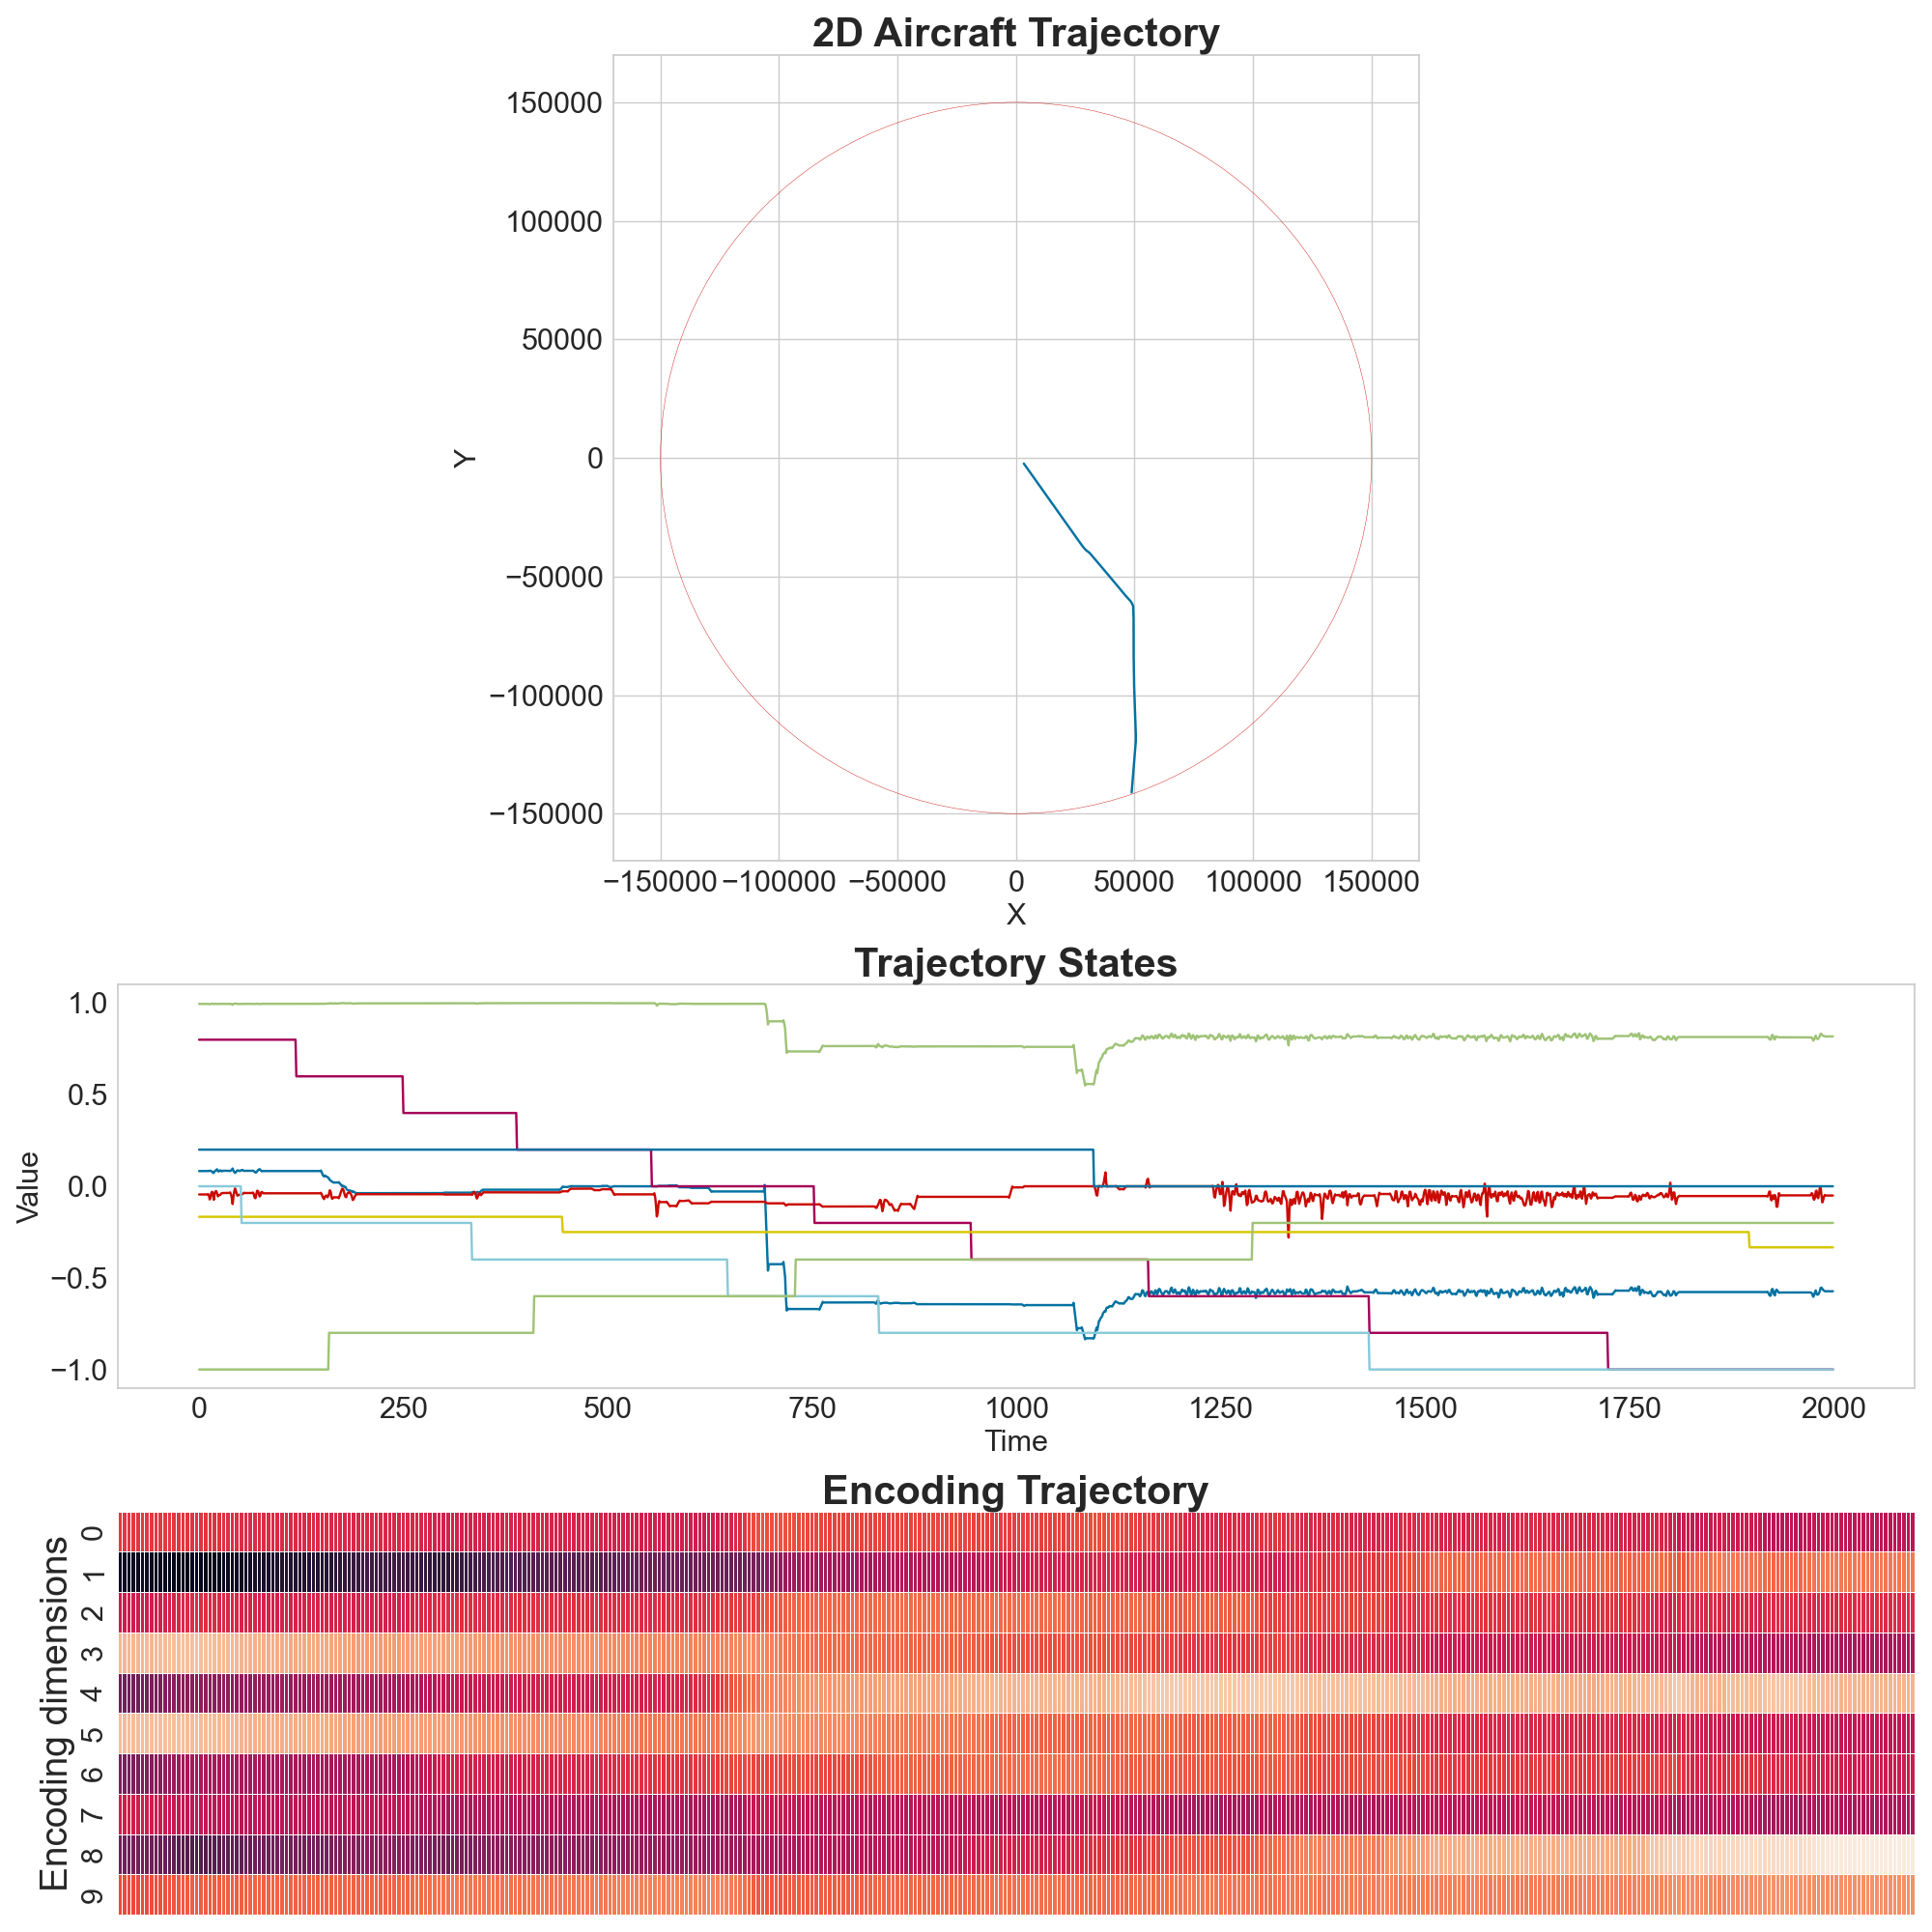 2D Aircraft Trajectory
150000
100000
50000
0
−50000
−100000
−150000
Y
−150000 −100000 −50000 0 50000 100000 150000
X
Trajectory States
1.0
0.5
0.0
−0.5
−1.0
Value
0 250 500 750 1000 1250 1500 1750 2000
Time
Encoding Trajectory
Encoding dimensions
0
1
2
3
4
5
6
7
8
9